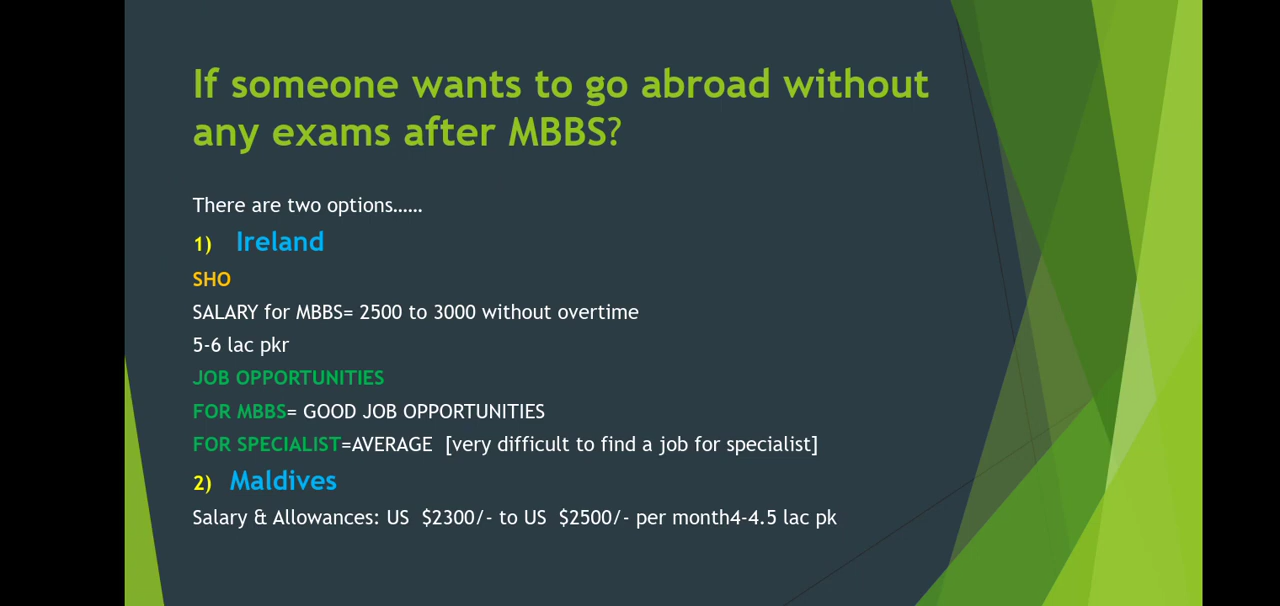 If someone wants to go abroad without
any exams after MBBS?
There are two options......
1) Ireland
SHO
SALARY for MBBS= 2500 to 3000 without overtime
5-6 lac pkr
JOB OPPORTUNITIES
FOR MBBS= GOOD JOB OPPORTUNITIES
FOR SPECIALIST=AVERAGE [very difficult to find a job for specialist]
2) Maldives
Salary & Allowances: US $2300/- to US $2500/- per month4-4.5 lac pk